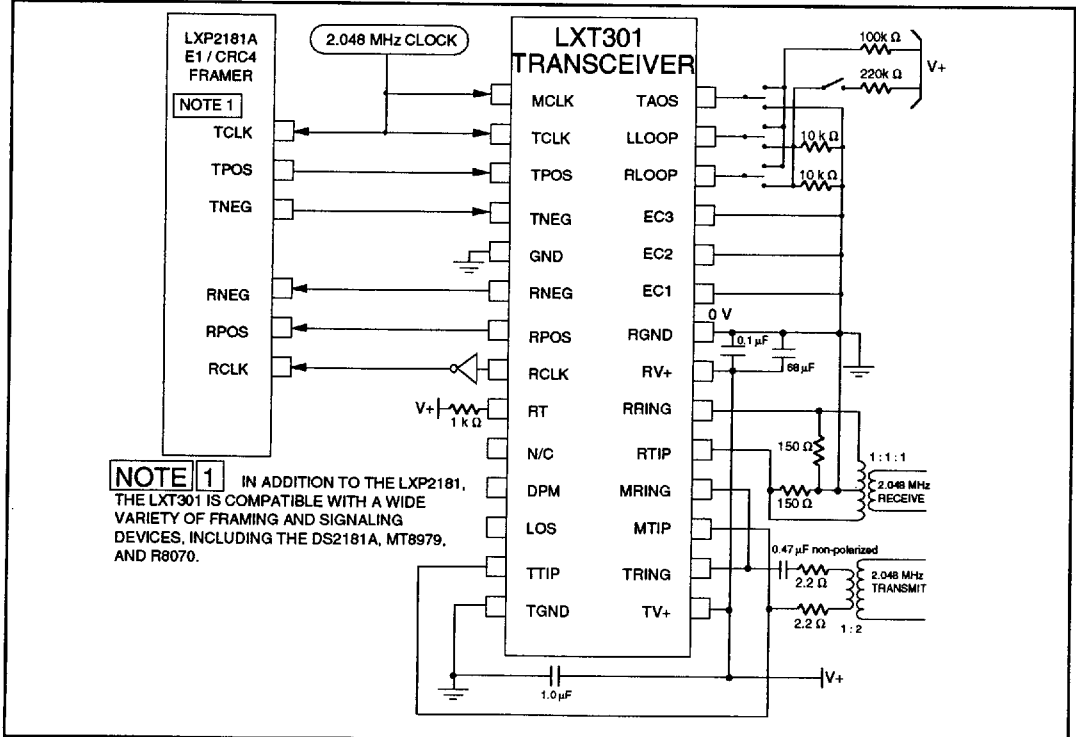 LXP2181A
E1 / CRC4
FRAMER
NOTE 1
TCLK
TPOS
TNEG
RNEG
RPOS
RCLK
2.048 MHz CLOCK
LXT301
TRANSCEIVER
MCLK
TCLK
TPOS
TNEG
GND
RNEG
RPOS
RCLK
RT
N/C
DPM
LOS
TTIP
TGND
TAOS
LLOOP
RLOOP
EC3
EC2
EC1
RGND
RV+
RRING
RTIP
MRING
MTIP
TRING
TV+
V+
1 k Ω
100k Ω
220k Ω
V+
10 k Ω
10 k Ω
0 V
0.1 µF
68 µF
150 Ω
150 Ω
1 : 1 : 1
2.048 MHz
RECEIVE
0.47 µF non-polarized
2.2 Ω
2.2 Ω
1 : 2
2.048 MHz
TRANSMIT
1.0 µF
V+
NOTE 1 IN ADDITION TO THE LXP2181,
THE LXT301 IS COMPATIBLE WITH A WIDE
VARIETY OF FRAMING AND SIGNALING
DEVICES, INCLUDING THE DS2181A, MT8979,
AND R8070.